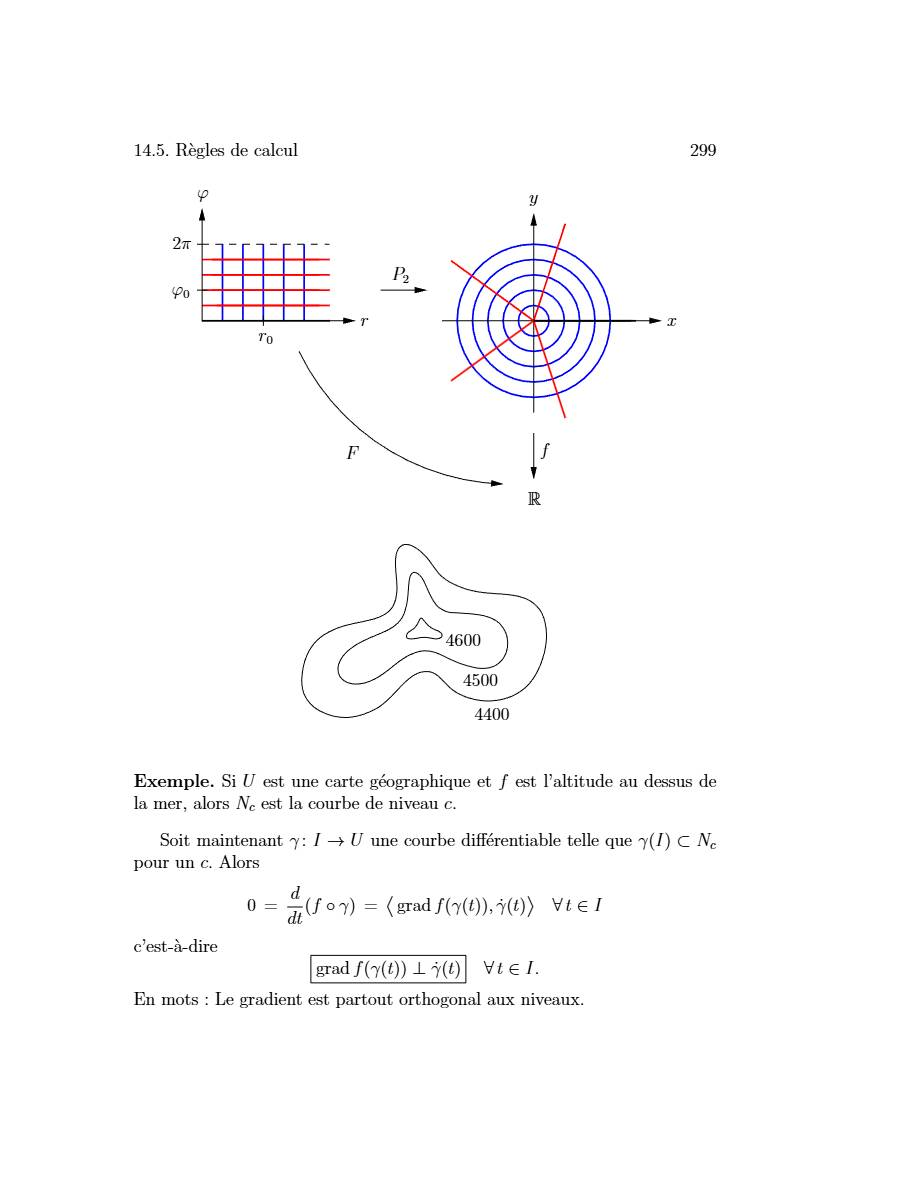 14.5. Règles de calcul 299
φ
2π
φ₀
r₀
r
P₂
y
x
F
f
ℝ
4600
4500
4400
Exemple. Si U est une carte géographique et f est l'altitude au dessus de
la mer, alors N_c est la courbe de niveau c.
Soit maintenant γ: I → U une courbe différentiable telle que γ(I) ⊂ N_c
pour un c. Alors
0 = d/dt (f ∘ γ) = ⟨grad f(γ(t)), γ̇(t)⟩ ∀ t ∈ I
c'est-à-dire
grad f(γ(t)) ⊥ γ̇(t) ∀ t ∈ I.
En mots : Le gradient est partout orthogonal aux niveaux.